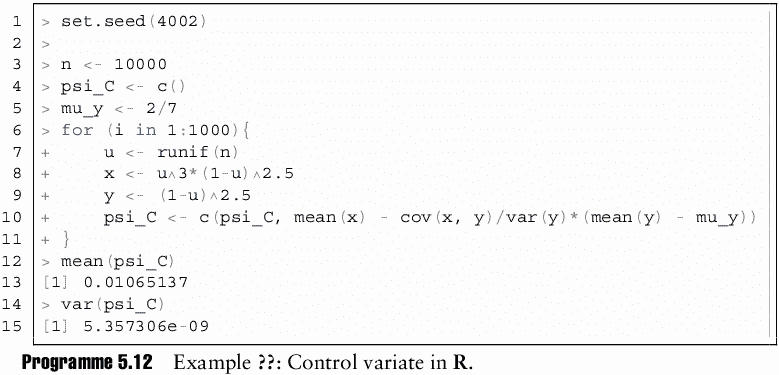 1 > set.seed(4002)
2 >
3 > n <- 10000
4 > psi_C <- c()
5 > mu_y <- 2/7
6 > for (i in 1:1000){
7 + u <- runif(n)
8 + x <- u^3*(1-u)^2.5
9 + y <- (1-u)^2.5
10 + psi_C <- c(psi_C, mean(x) - cov(x, y)/var(y)*(mean(y) - mu_y))
11 + }
12 > mean(psi_C)
13 [1] 0.01065137
14 > var(psi_C)
15 [1] 5.357306e-09
Programme 5.12 Example ??: Control variate in R.